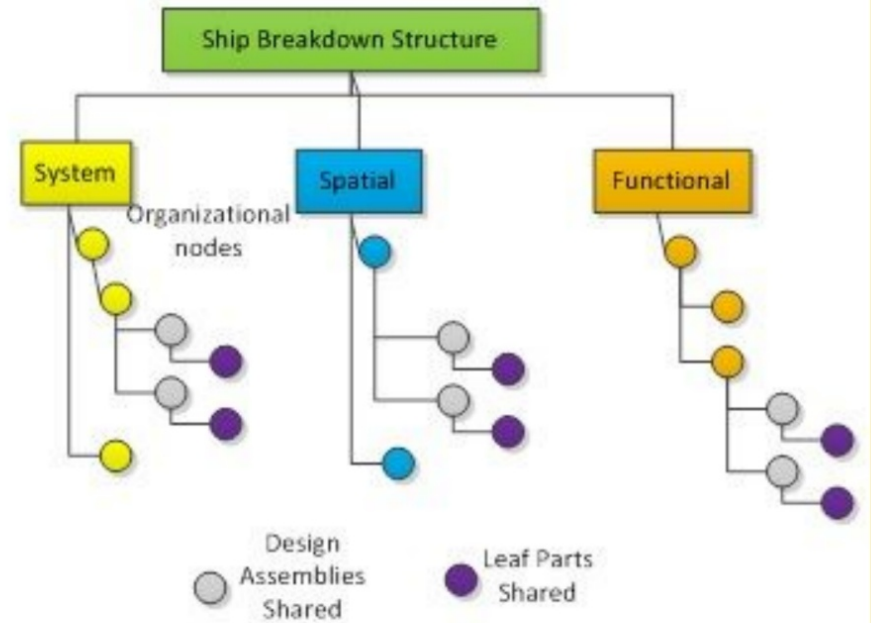 Ship Breakdown Structure
System
Spatial
Functional
Organizational
nodes
Design
Assemblies
Shared
Leaf Parts
Shared